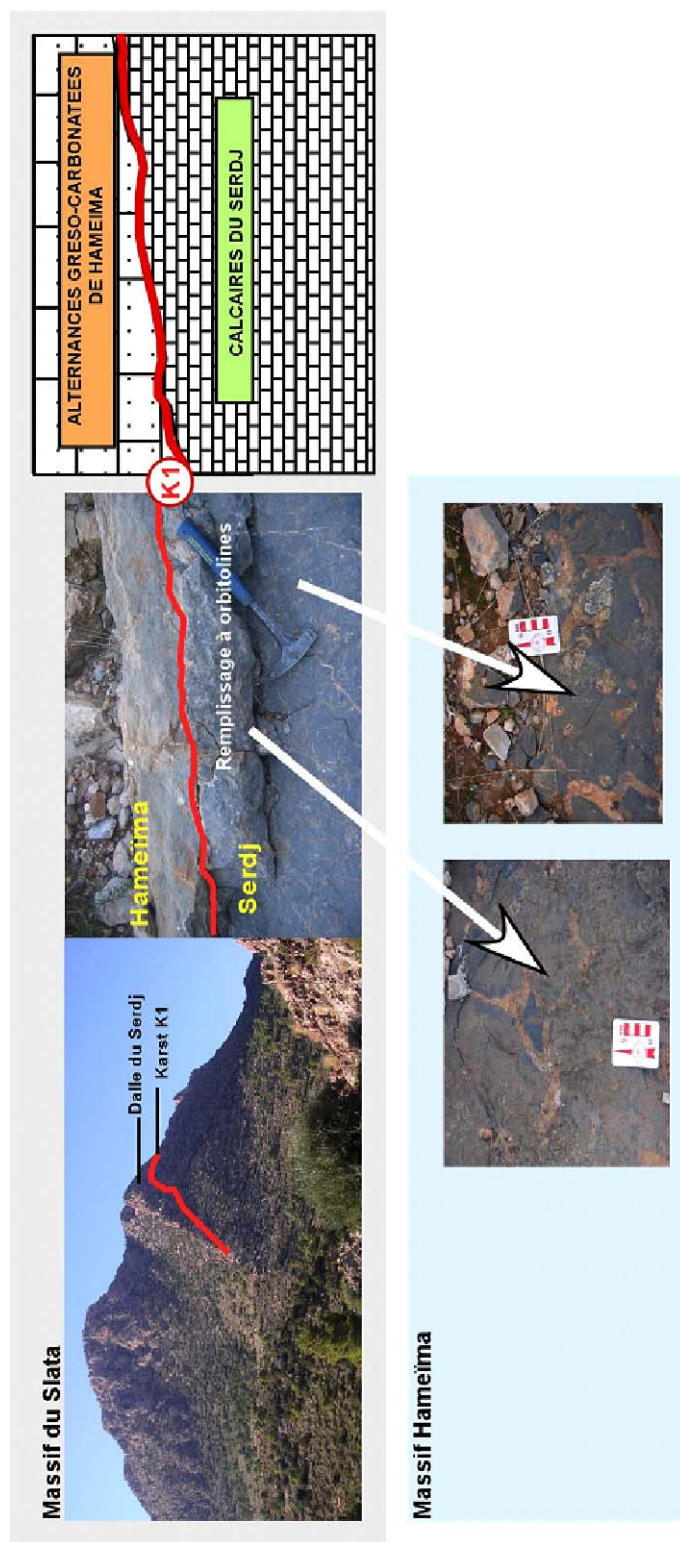 Massif du Slata
Dalle du Serdj
Karst K1
Hameïma
Serdj
Remplissage à orbitolines
K1
ALTERNANCES GRESO-CARBONATEES
DE HAMEIMA
CALCAIRES DU SERDJ
Massif Hameïma